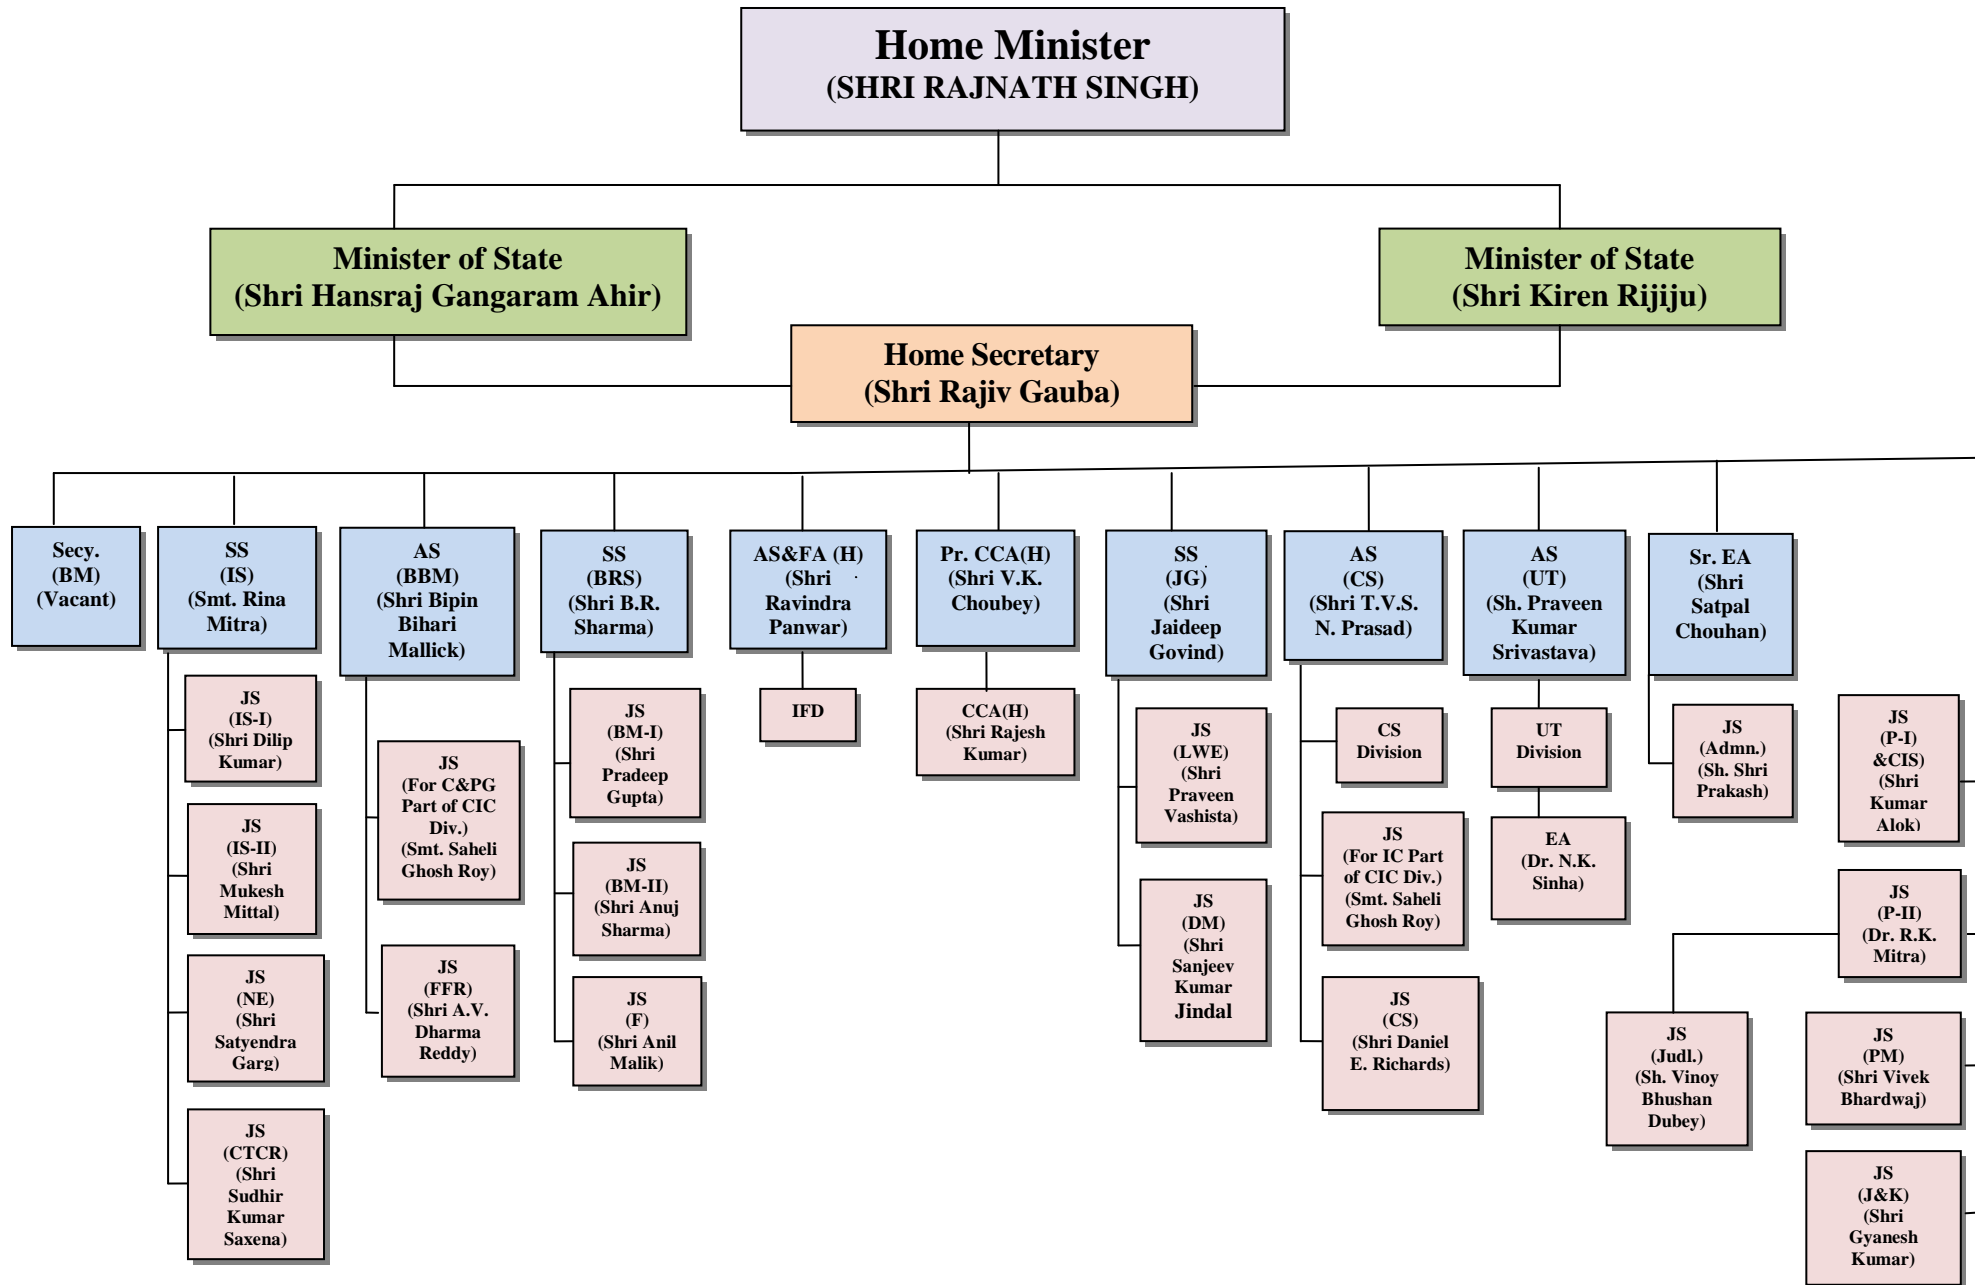 Home Minister
(SHRI RAJNATH SINGH)
Minister of State
(Shri Hansraj Gangaram Ahir)
Minister of State
(Shri Kiren Rijiju)
Home Secretary
(Shri Rajiv Gauba)
Secy.
(BM)
(Vacant)
SS
(IS)
(Smt. Rina
Mitra)
AS
(BBM)
(Shri Bipin
Bihari
Mallick)
SS
(BRS)
(Shri B.R.
Sharma)
AS&FA (H)
(Shri
Ravindra
Panwar)
Pr. CCA(H)
(Shri V.K.
Choubey)
SS
(JG)
(Shri
Jaideep
Govind)
AS
(CS)
(Shri T.V.S.
N. Prasad)
AS
(UT)
(Sh. Praveen
Kumar
Srivastava)
Sr. EA
(Shri
Satpal
Chouhan)
JS
(IS-I)
(Shri Dilip
Kumar)
JS
(IS-II)
(Shri
Mukesh
Mittal)
JS
(NE)
(Shri
Satyendra
Garg)
JS
(CTCR)
(Shri
Sudhir
Kumar
Saxena)
JS
(For C&PG
Part of CIC
Div.)
(Smt. Saheli
Ghosh Roy)
JS
(FFR)
(Shri A.V.
Dharma
Reddy)
JS
(BM-I)
(Shri
Pradeep
Gupta)
JS
(BM-II)
(Shri Anuj
Sharma)
JS
(F)
(Shri Anil
Malik)
IFD
CCA(H)
(Shri Rajesh
Kumar)
JS
(LWE)
(Shri
Praveen
Vashista)
JS
(DM)
(Shri
Sanjeev
Kumar
Jindal
CS
Division
JS
(For IC Part
of CIC Div.)
(Smt. Saheli
Ghosh Roy)
JS
(CS)
(Shri Daniel
E. Richards)
UT
Division
EA
(Dr. N.K.
Sinha)
JS
(Admn.)
(Sh. Shri
Prakash)
JS
(P-I)
&CIS)
(Shri
Kumar
Alok)
JS
(P-II)
(Dr. R.K.
Mitra)
JS
(Judl.)
(Sh. Vinoy
Bhushan
Dubey)
JS
(PM)
(Shri Vivek
Bhardwaj)
JS
(J&K)
(Shri
Gyanesh
Kumar)